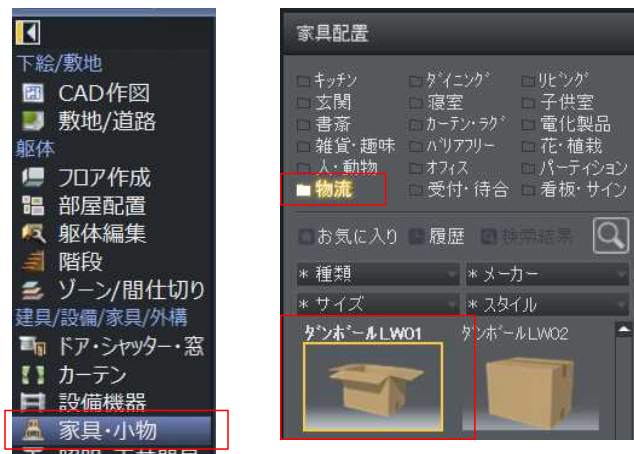 下絵/敷地
CAD作図
敷地/道路
躯体
フロア作成
部屋配置
躯体編集
階段
ゾーン/間仕切り
建具/設備/家具/外構
ドア・シャッター・窓
カーテン
設備機器
家具・小物
家具配置
キッチン ダイニング リビング
玄関 寝室 子供室
書斎 カーテン・ラグ 電化製品
雑貨・趣味 バリアフリー 花・植栽
人・動物 オフィス パーティション
物流 受付・待合 看板・サイン
お気に入り 履歴 検索結果
* 種類 * メーカー
* サイズ * スタイル
ダンボールLW01 ダンボールLW02